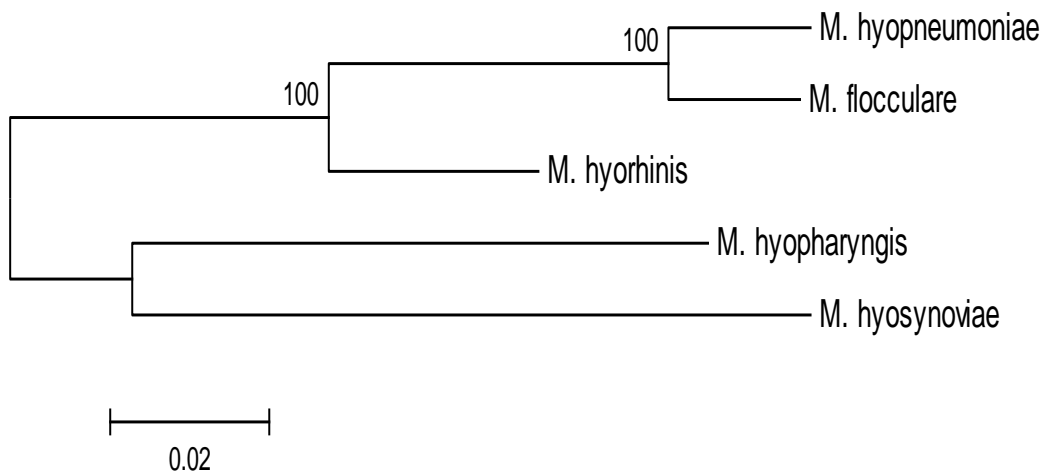 M. hyopneumoniae
100
M. flocculare
100
M. hyorhinis
M. hyopharyngis
M. hyosynoviae
0.02